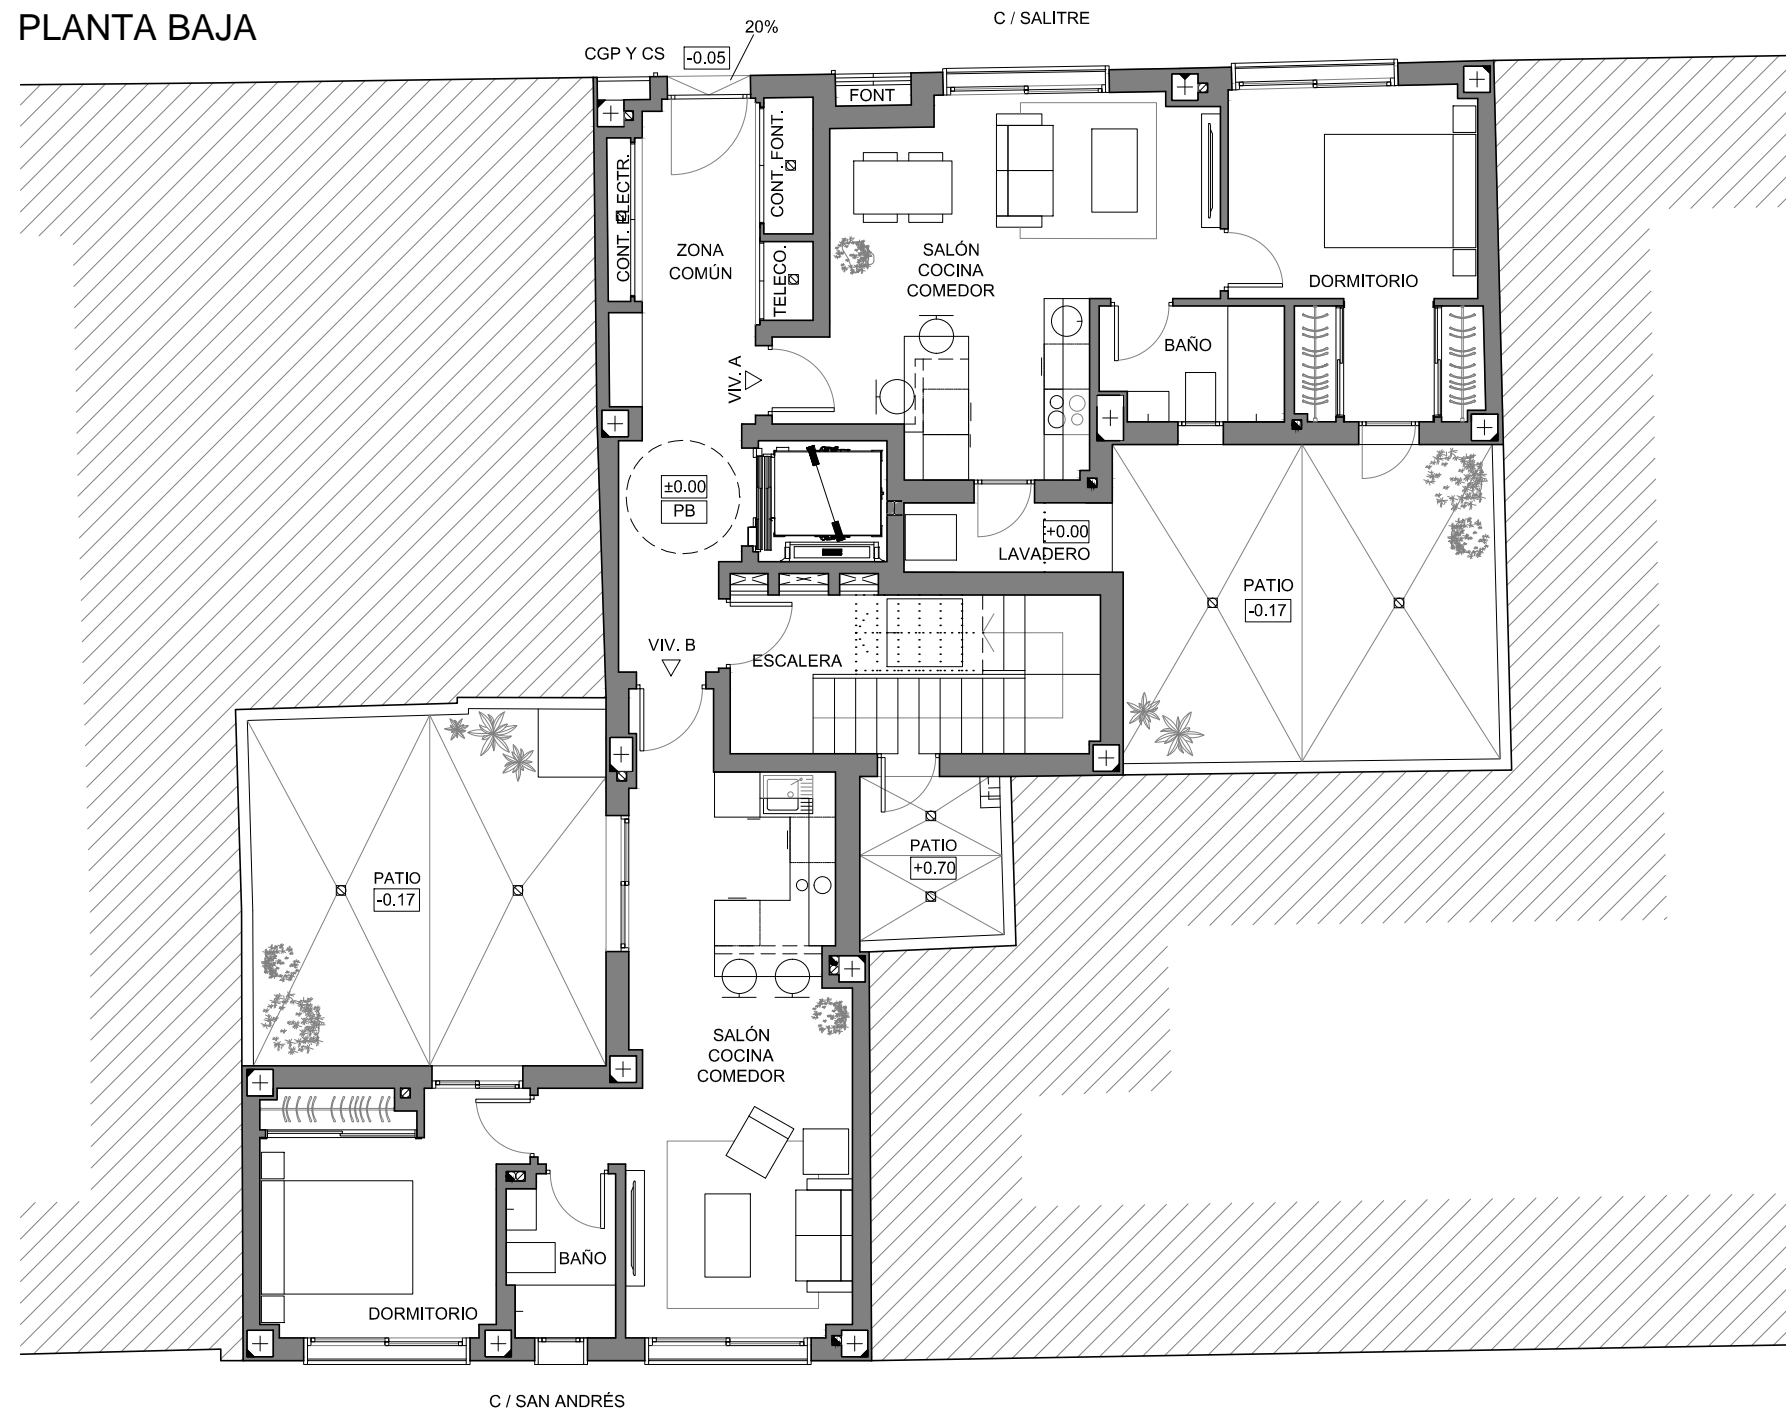 PLANTA BAJA
C / SALITRE
20%
CGP Y CS
-0.05
FONT
CONT. FONT.
CONT. ELECTR.
ZONA
COMÚN
TELECO.
SALÓN
COCINA
COMEDOR
DORMITORIO
BAÑO
VIV. A
±0.00
PB
+0.00
LAVADERO
PATIO
-0.17
VIV. B
ESCALERA
PATIO
+0.70
PATIO
-0.17
SALÓN
COCINA
COMEDOR
BAÑO
DORMITORIO
C / SAN ANDRÉS